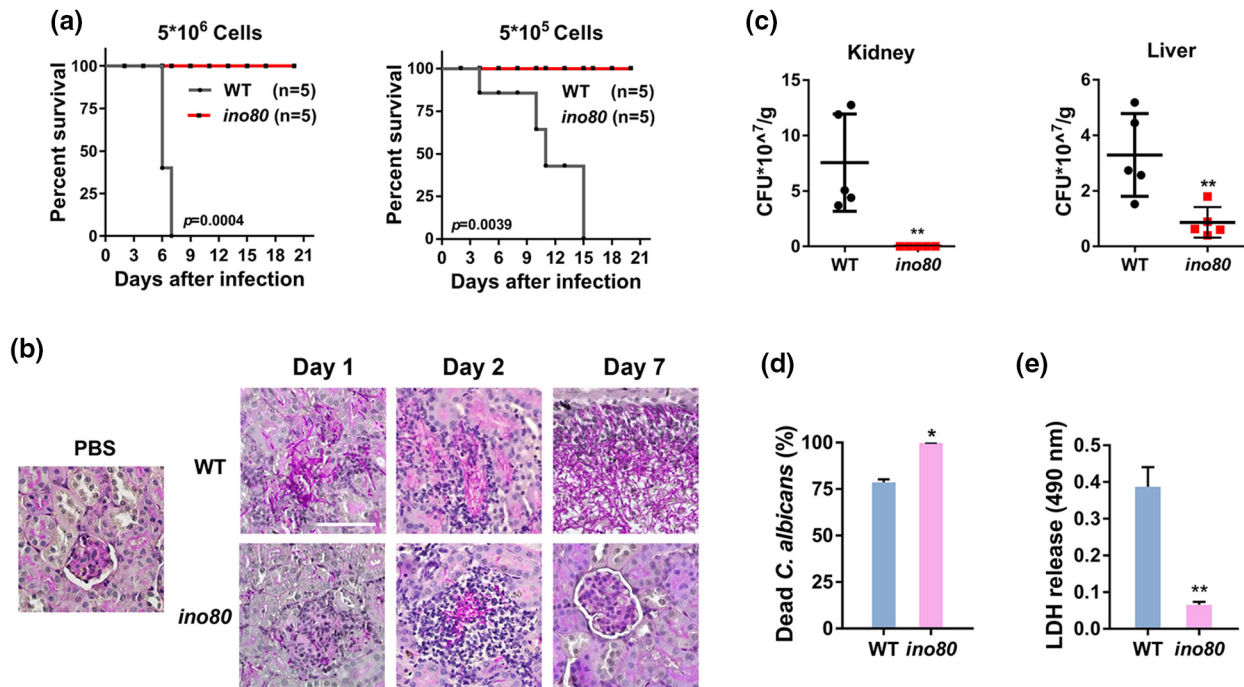 (a)
5*10⁶ Cells
Percent survival
100
75
50
25
0
WT (n=5)
ino80 (n=5)
p=0.0004
0 3 6 9 12 15 18 21
Days after infection
5*10⁵ Cells
Percent survival
100
75
50
25
0
WT (n=5)
ino80 (n=5)
p=0.0039
0 3 6 9 12 15 18 21
Days after infection
(c)
Kidney
CFU*10^7/g
15
10
5
0
**
WT ino80
Liver
CFU*10^7/g
6
4
2
0
**
WT ino80
(b)
Day 1 Day 2 Day 7
PBS
WT
ino80
(d)
Dead C. albicans (%)
100
75
50
25
25
*
WT ino80
(e)
LDH release (490 nm)
0.5
0.4
0.3
0.2
0.1
0.0
**
WT ino80